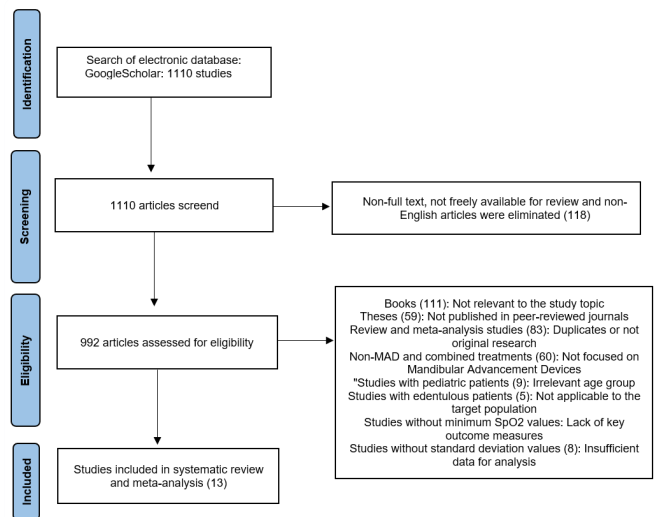 Identification
Search of electronic database:
GoogleScholar: 1110 studies
Screening
1110 articles screend
Non-full text, not freely available for review and non-
English articles were eliminated (118)
Eligibility
992 articles assessed for eligibility
Books (111): Not relevant to the study topic
Theses (59): Not published in peer-reviewed journals
Review and meta-analysis studies (83): Duplicates or not
original research
Non-MAD and combined treatments (60): Not focused on
Mandibular Advancement Devices
"Studies with pediatric patients (9): Irrelevant age group
Studies with edentulous patients (5): Not applicable to the
target population
Studies without minimum SpO2 values: Lack of key
outcome measures
Studies without standard deviation values (8): Insufficient
data for analysis
Included
Studies included in systematic review
and meta-analysis (13)